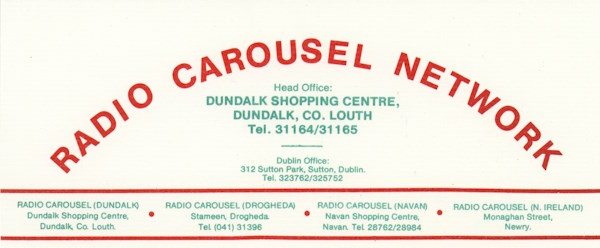 RADIO CAROUSEL NETWORK
Head Office:
DUNDALK SHOPPING CENTRE,
DUNDALK, CO. LOUTH
Tel. 31164/31165
Dublin Office:
312 Sutton Park, Sutton, Dublin.
Tel. 323762/325752
RADIO CAROUSEL (DUNDALK)
Dundalk Shopping Centre,
Dundalk, Co. Louth.
RADIO CAROUSEL (DROGHEDA)
Stameen, Drogheda.
Tel. (041) 31396
RADIO CAROUSEL (NAVAN)
Navan Shopping Centre,
Navan. Tel. 28762/28984
RADIO CAROUSEL (N. IRELAND)
Monaghan Street,
Newry.